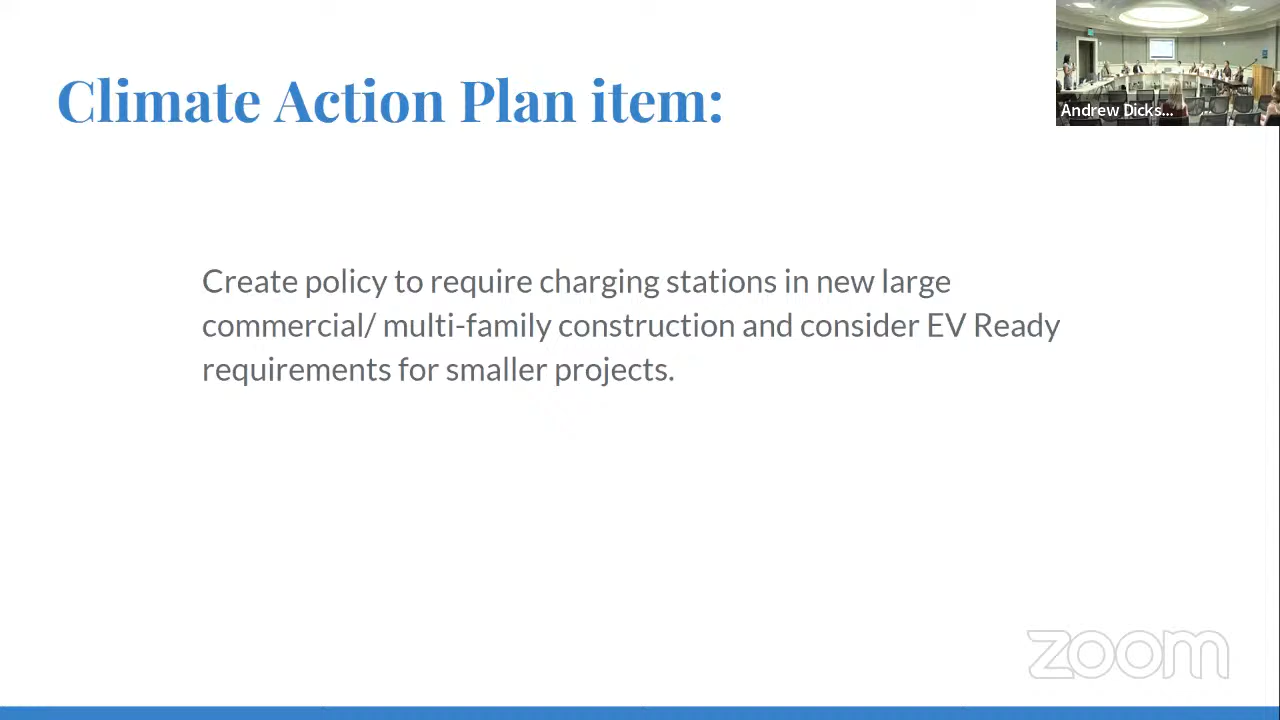 Climate Action Plan item:
Andrew Dicks...
Create policy to require charging stations in new large
commercial/ multi-family construction and consider EV Ready
requirements for smaller projects.
zoom